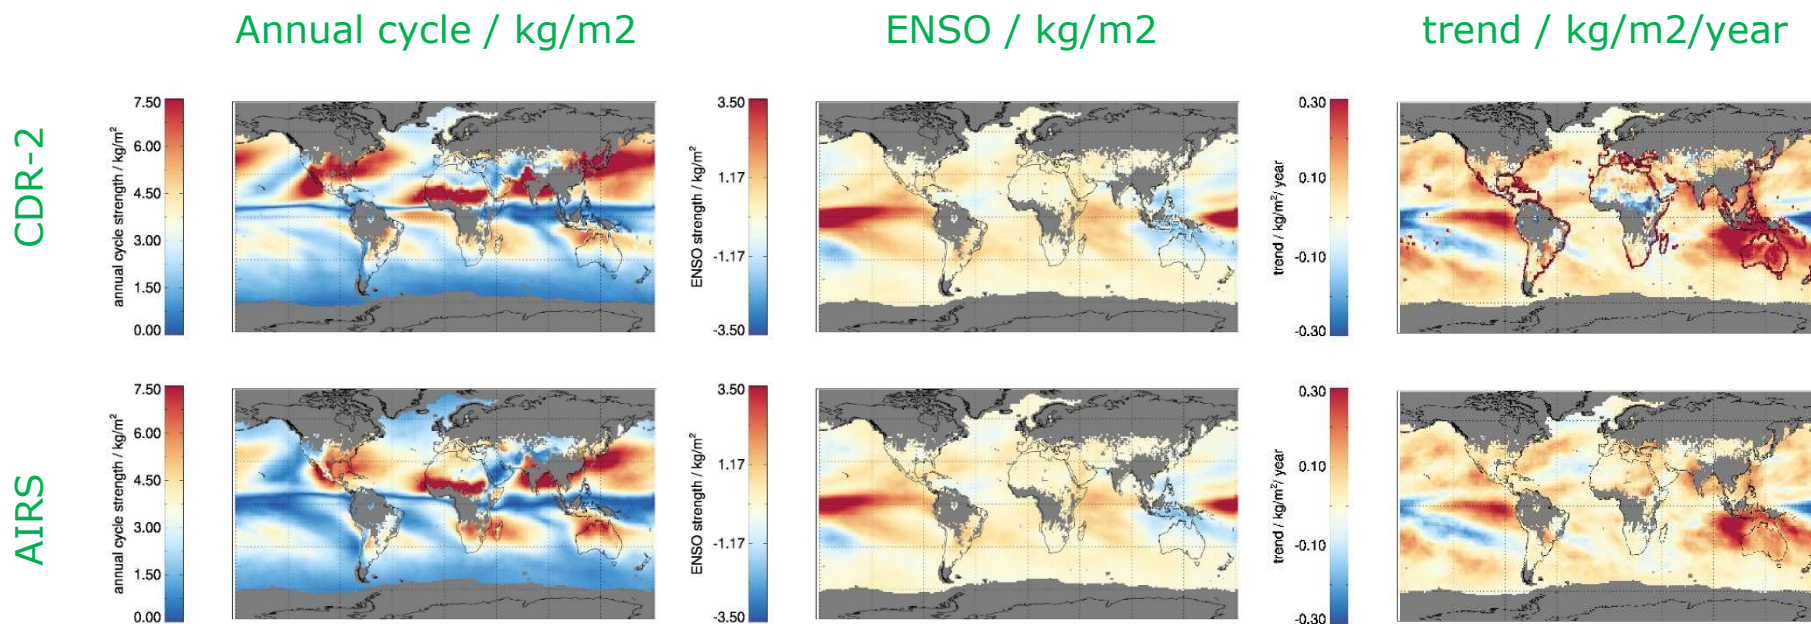 Annual cycle / kg/m2
ENSO / kg/m2
trend / kg/m2/year
CDR-2
annual cycle strength / kg/m²
7.50
6.00
4.50
3.00
1.50
0.00
ENSO strength / kg/m²
3.50
1.17
-1.17
-3.50
trend / kg/m²/ year
0.30
0.10
-0.10
-0.30
AIRS
annual cycle strength / kg/m²
7.50
6.00
4.50
3.00
1.50
0.00
ENSO strength / kg/m²
3.50
1.17
-1.17
-3.50
trend / kg/m²/ year
0.30
0.10
-0.10
-0.30